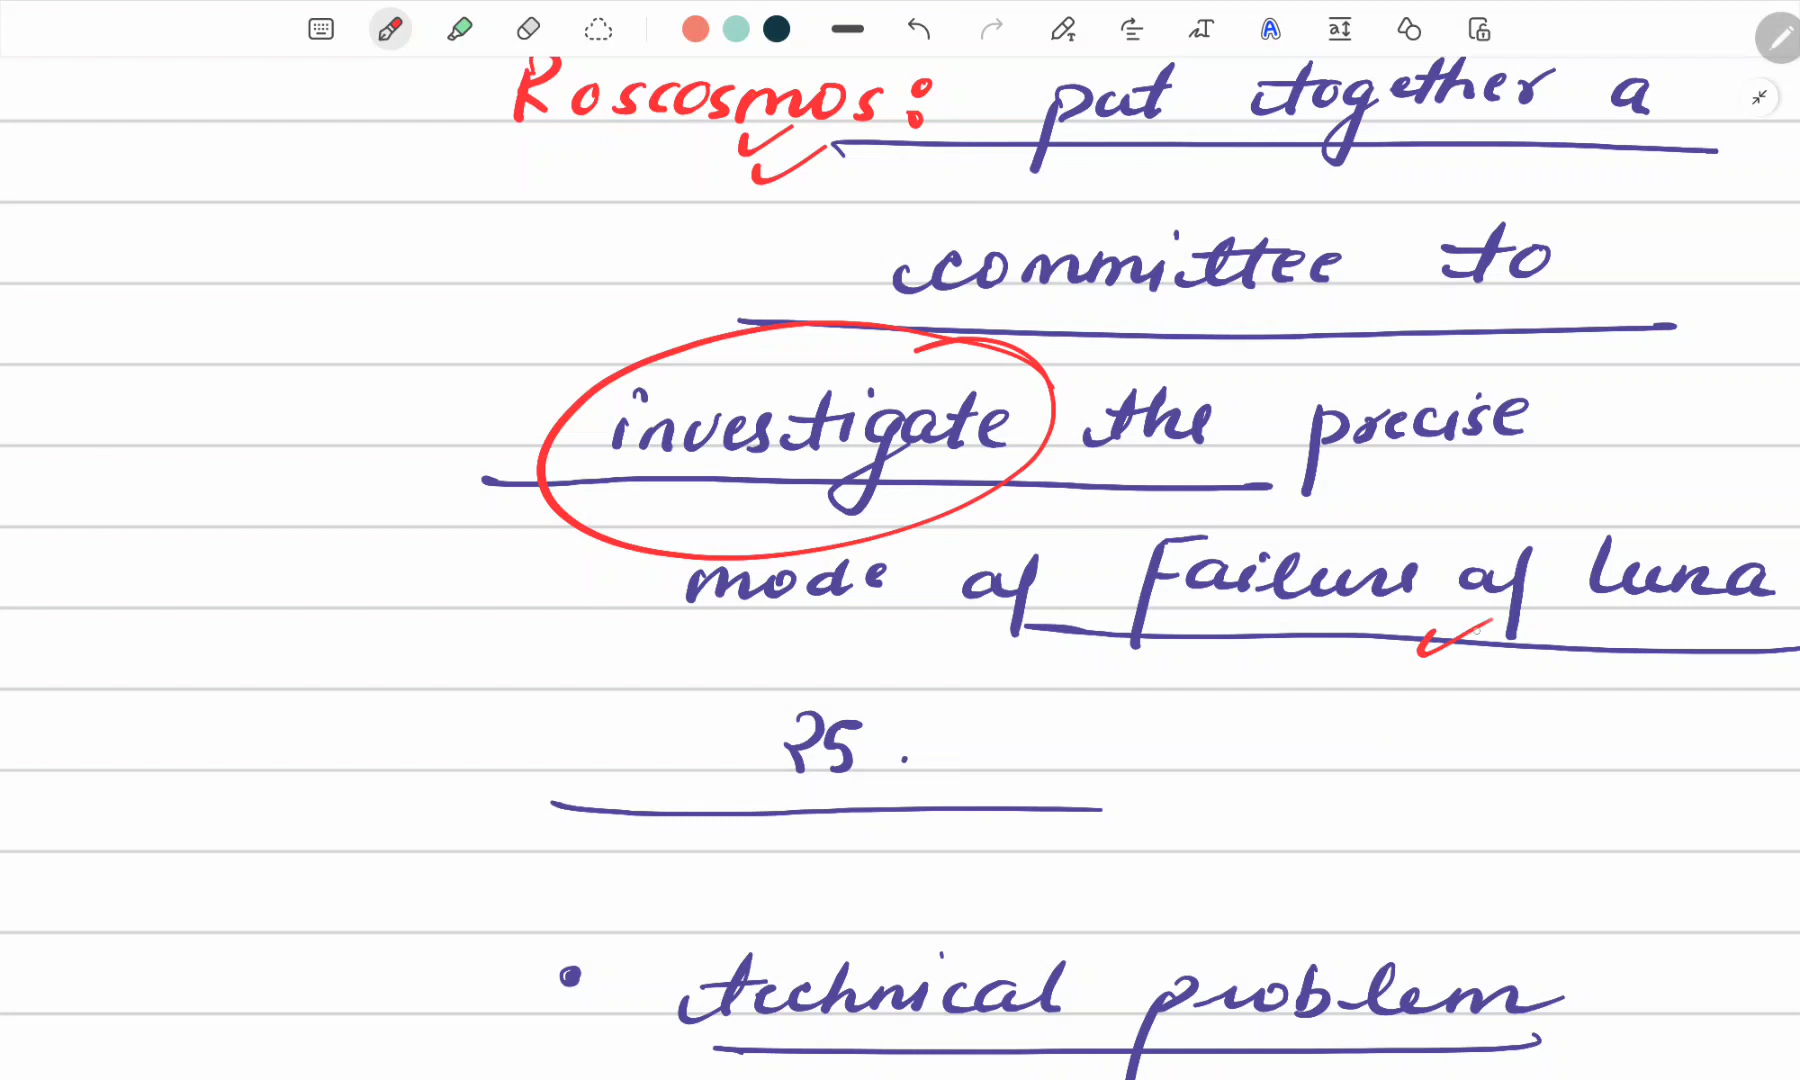 Roscosmos: put together a
committee to
investigate the precise
mode of Failure of Luna
25.
• technical problem